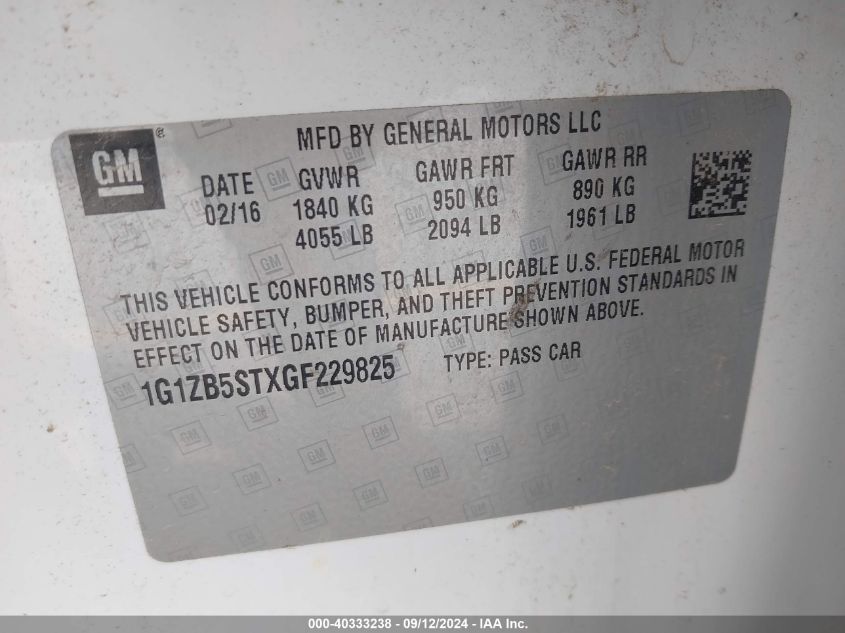 MFD BY GENERAL MOTORS LLC
GM
DATE GVWR GAWR FRT GAWR RR
02/16 1840 KG 950 KG 890 KG
4055 LB 2094 LB 1961 LB
THIS VEHICLE CONFORMS TO ALL APPLICABLE U.S. FEDERAL MOTOR
VEHICLE SAFETY, BUMPER, AND THEFT PREVENTION STANDARDS IN
EFFECT ON THE DATE OF MANUFACTURE SHOWN ABOVE.
1G1ZB5STXGF229825 TYPE: PASS CAR
000-40333238 - 09/12/2024 - IAA Inc.